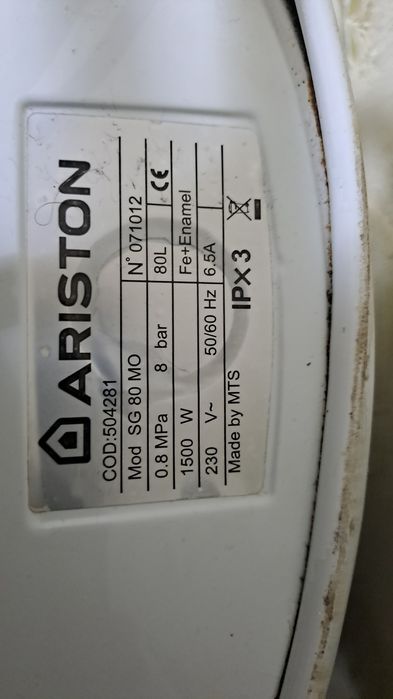 ARISTON
COD:504281
Mod SG 80 MO N° 071012
0.8 MPa 8 bar 80L CE
1500 W Fe+Enamel
230 V~ 50/60 Hz 6,5A
Made by MTS IPX3